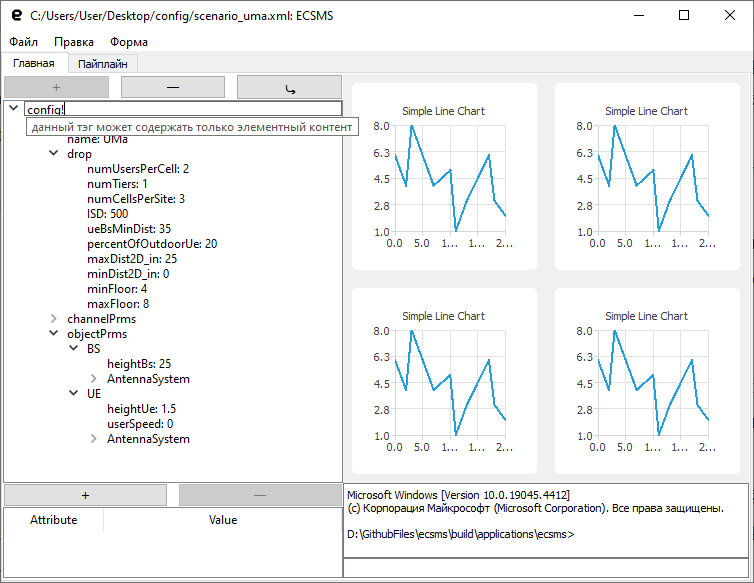 C:/Users/User/Desktop/config/scenario_uma.xml: ECSMS
Файл Правка Форма
Главная Пайплайн
+ —
config!
данный тэг может содержать только элементный контент
name: UMa
drop
numUsersPerCell: 2
numTiers: 1
numCellsPerSite: 3
ISD: 500
ueBsMinDist: 35
percentOfOutdoorUe: 20
maxDist2D_in: 25
minDist2D_in: 0
minFloor: 4
maxFloor: 8
channelPrms
objectPrms
BS
heightBs: 25
AntennaSystem
UE
heightUe: 1.5
userSpeed: 0
AntennaSystem
+ —
Attribute Value
Simple Line Chart
8.0
6.3
4.5
2.8
1.0
0.0 5.0 1... 1... 2...
Simple Line Chart
8.0
6.3
4.5
2.8
1.0
0.0 5.0 1... 1... 2...
Simple Line Chart
8.0
6.3
4.5
2.8
1.0
0.0 5.0 1... 1... 2...
Simple Line Chart
8.0
6.3
4.5
2.8
1.0
0.0 5.0 1... 1... 2...
Microsoft Windows [Version 10.0.19045.4412]
(c) Корпорация Майкрософт (Microsoft Corporation). Все права защищены.
D:\GithubFiles\ecsms\build\applications\ecsms>